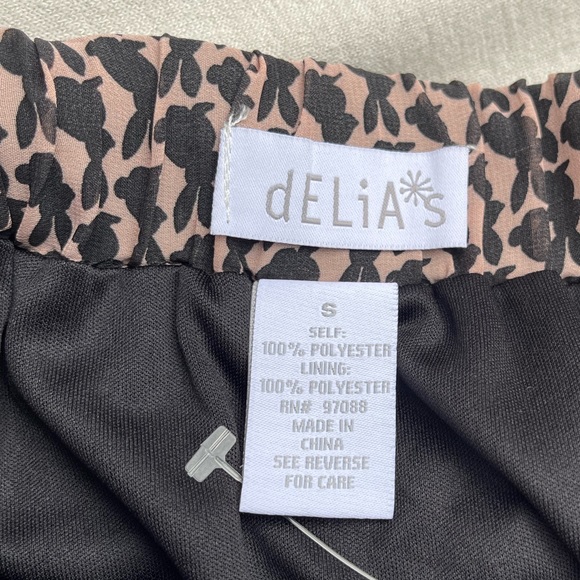 dELiA*s
S
SELF:
100% POLYESTER
LINING:
100% POLYESTER
RN# 97088
MADE IN
CHINA
SEE REVERSE
FOR CARE